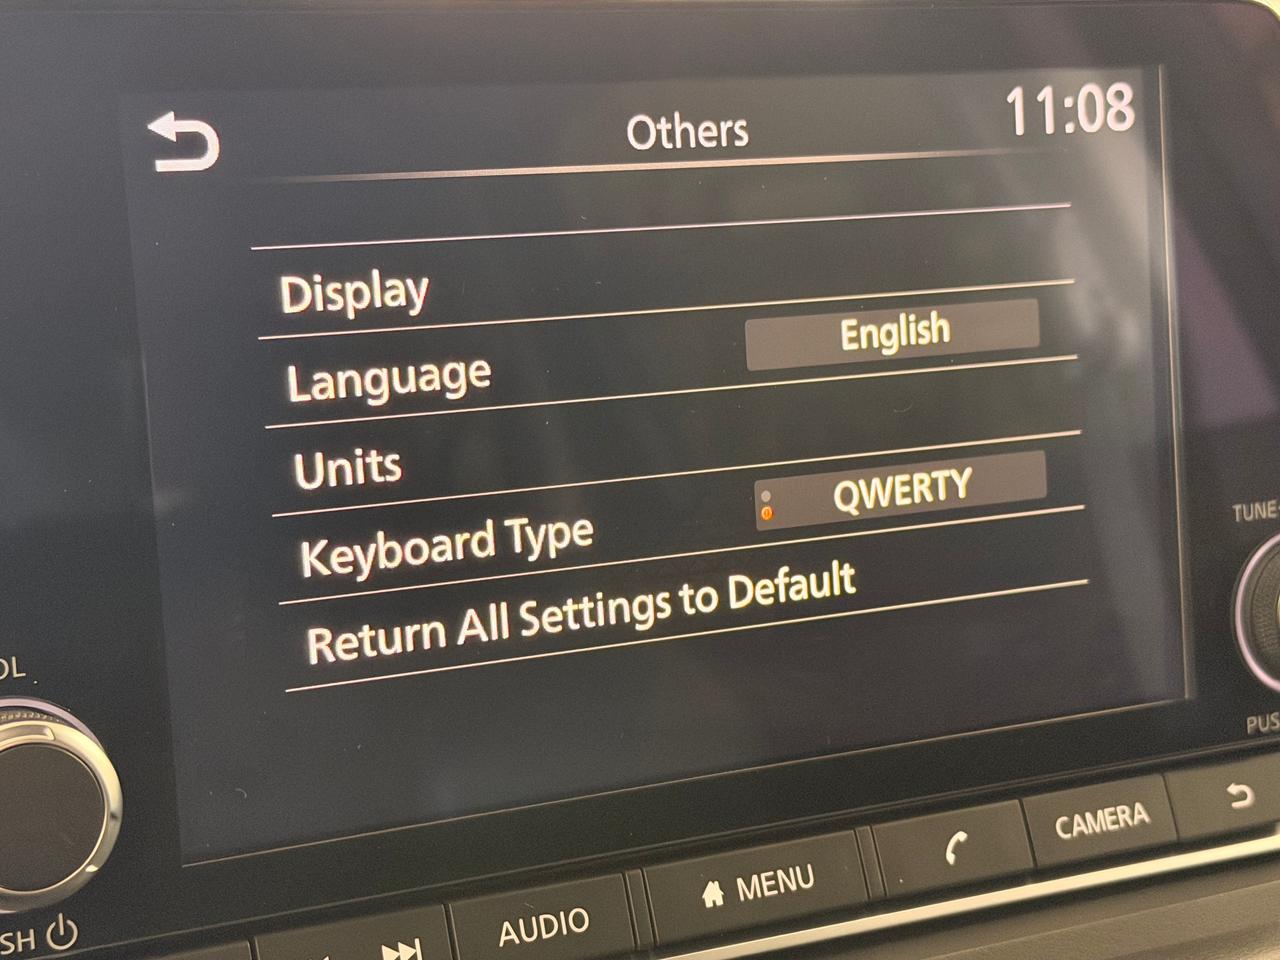 Others
11:08
Display
Language
English
Units
Keyboard Type
QWERTY
Return All Settings to Default
TUNE
OL
PUS
SH
AUDIO
MENU
CAMERA